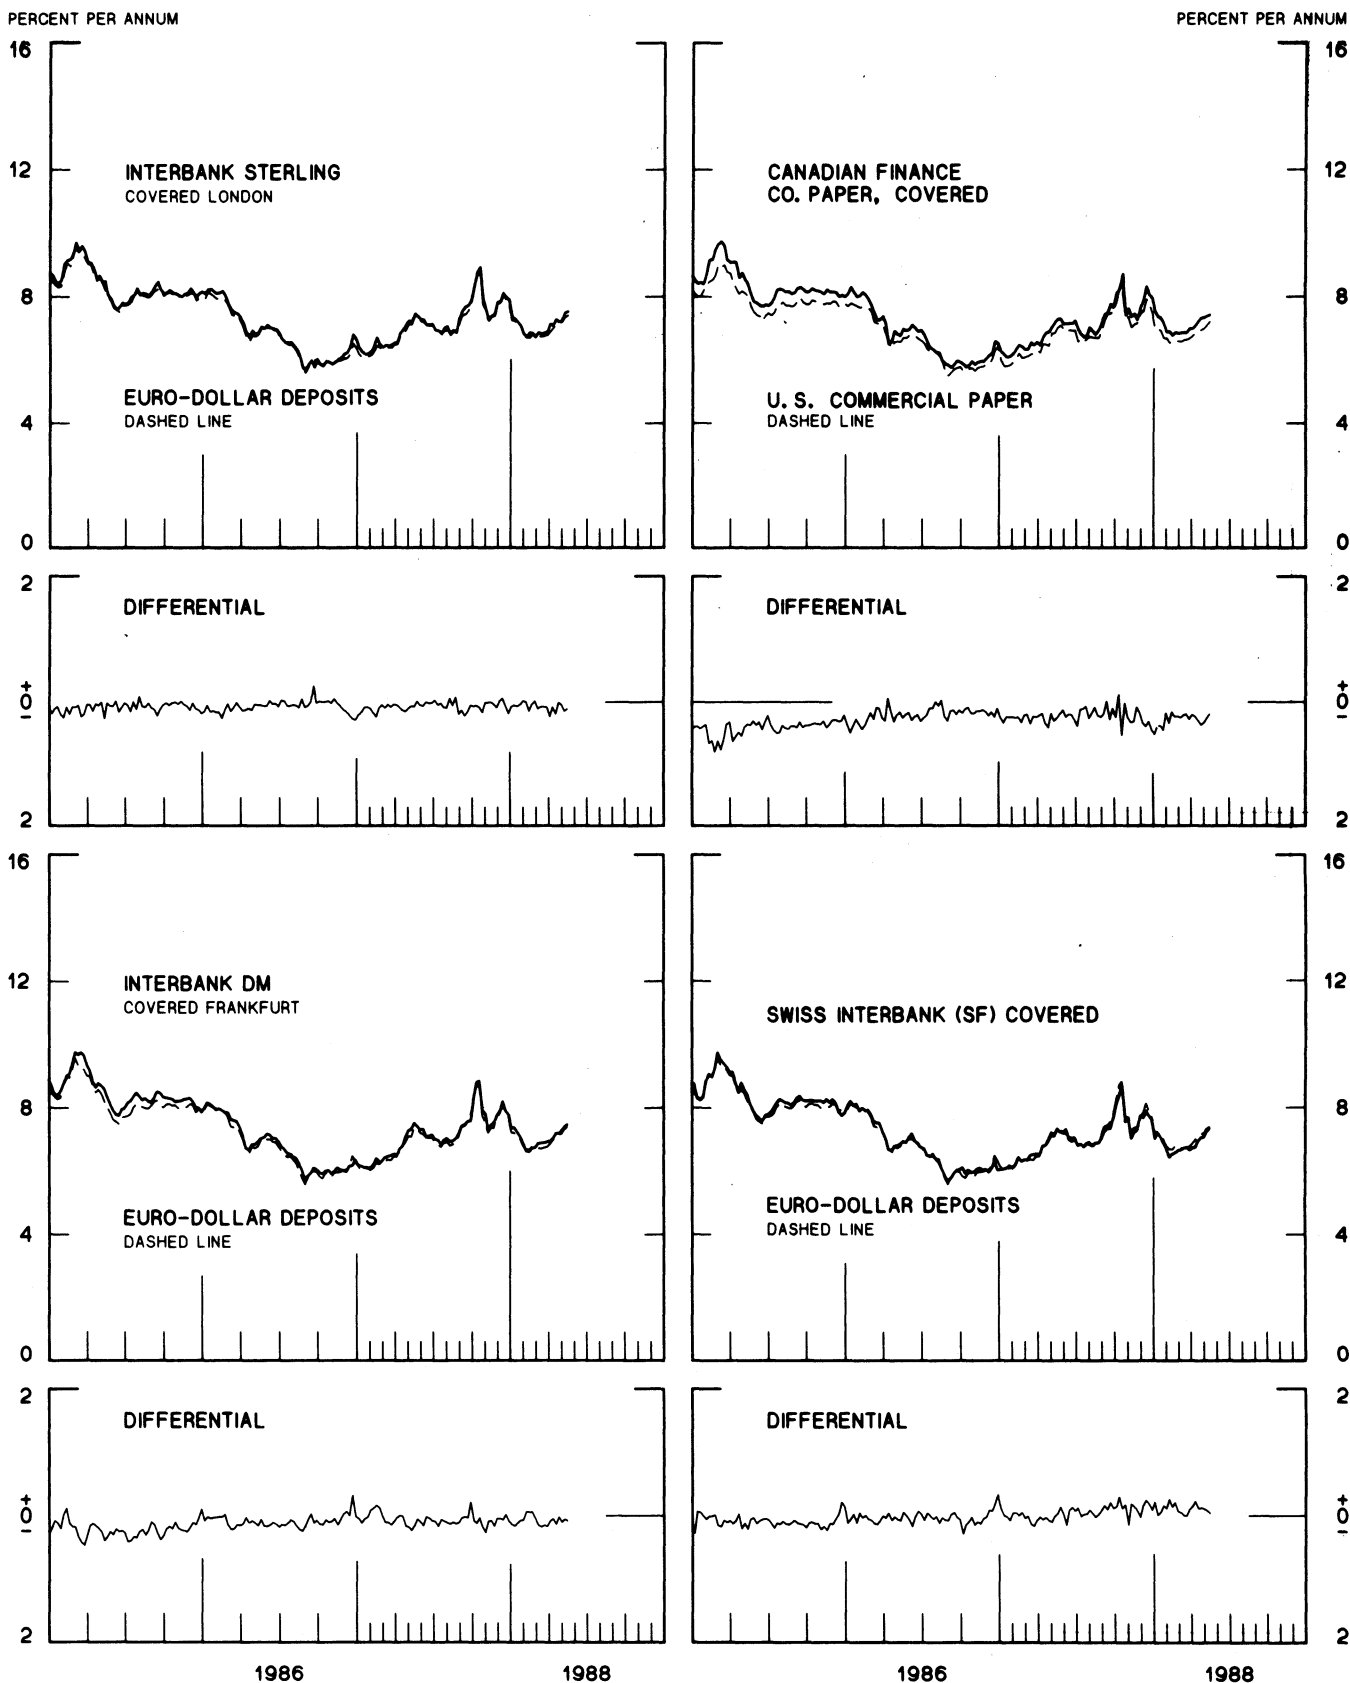 PERCENT PER ANNUM
PERCENT PER ANNUM
16
12
8
4
0
INTERBANK STERLING
COVERED LONDON
EURO-DOLLAR DEPOSITS
DASHED LINE
CANADIAN FINANCE
CO. PAPER, COVERED
U. S. COMMERCIAL PAPER
DASHED LINE
16
12
8
4
0
2
+
0
-
2
DIFFERENTIAL
DIFFERENTIAL
2
+
0
-
2
16
12
8
4
0
INTERBANK DM
COVERED FRANKFURT
EURO-DOLLAR DEPOSITS
DASHED LINE
SWISS INTERBANK (SF) COVERED
EURO-DOLLAR DEPOSITS
DASHED LINE
16
12
8
4
0
2
+
0
-
2
DIFFERENTIAL
DIFFERENTIAL
2
+
0
-
2
1986
1988
1986
1988